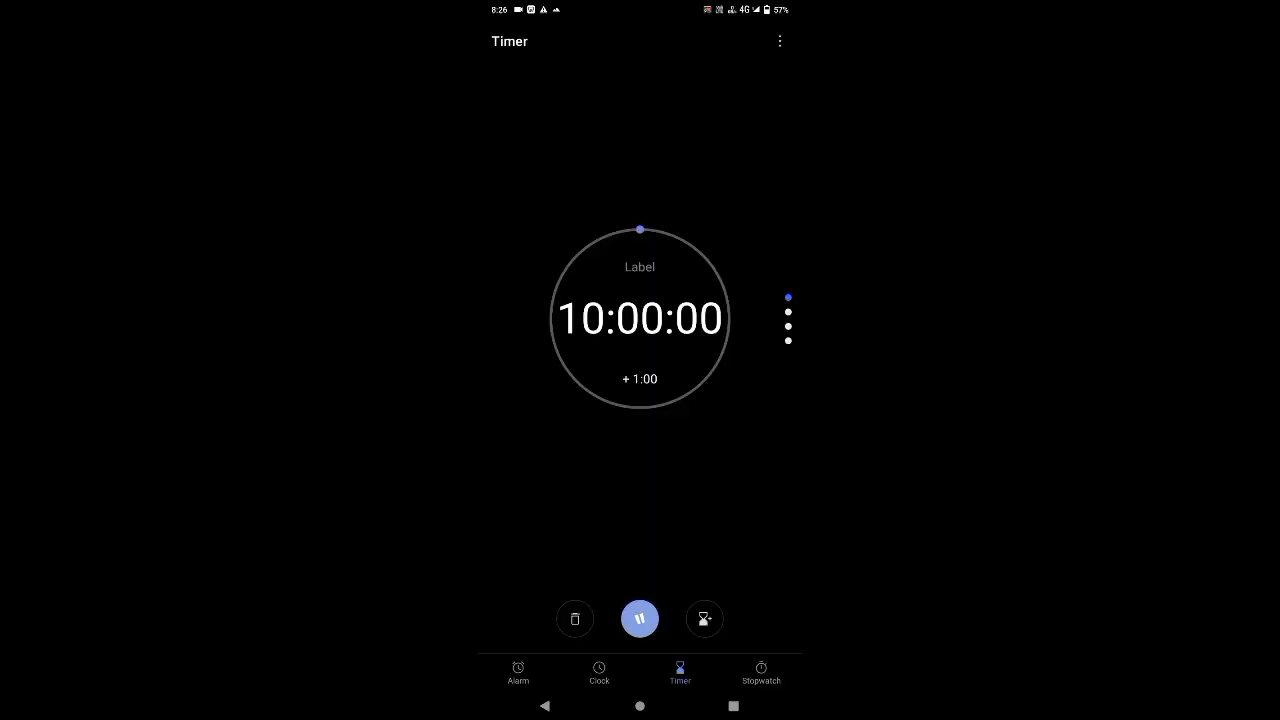 8:26 4G 57%
Timer
Label
10:00:00
+ 1:00
Alarm Clock Timer Stopwatch